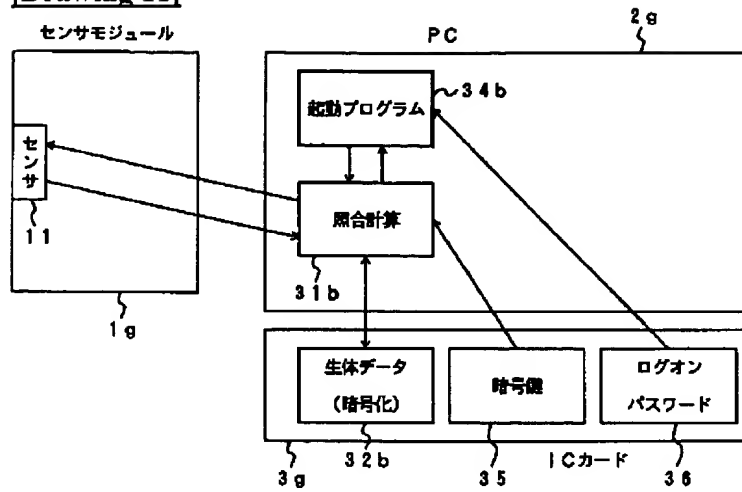 センサモジュール
PC
2g
起動プログラム
34b
センサ
11
照合計算
31b
1g
生体データ
(暗号化)
暗号鍵
ログオン
パスワード
32b
35
36
3g
ICカード